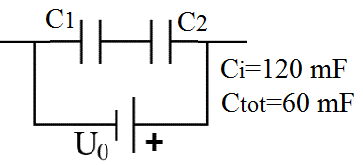 C1 C2
Ci=120 mF
Ctot=60 mF
U₀ +